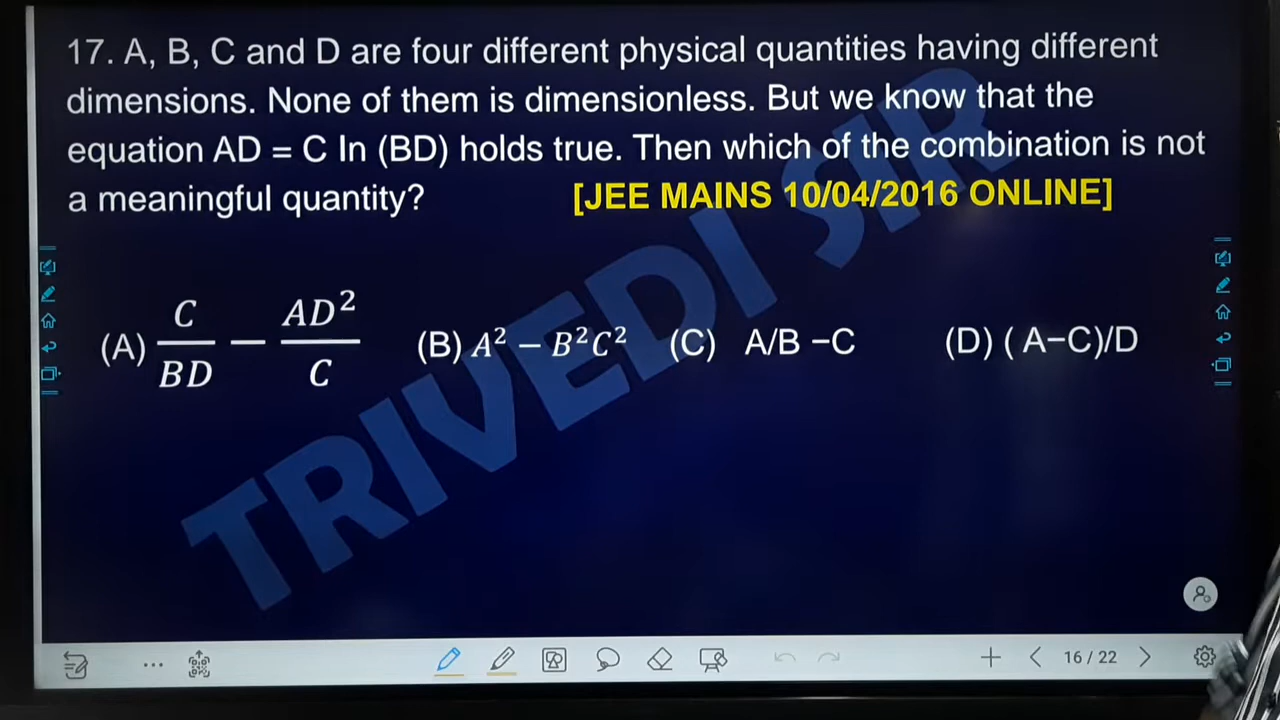 17. A, B, C and D are four different physical quantities having different
dimensions. None of them is dimensionless. But we know that the
equation AD = C ln (BD) holds true. Then which of the combination is not
a meaningful quantity? [JEE MAINS 10/04/2016 ONLINE]
(A) C/BD − AD²/C (B) A² − B²C² (C) A/B −C (D) ( A−C)/D
TRIVEDI SIR
16 / 22